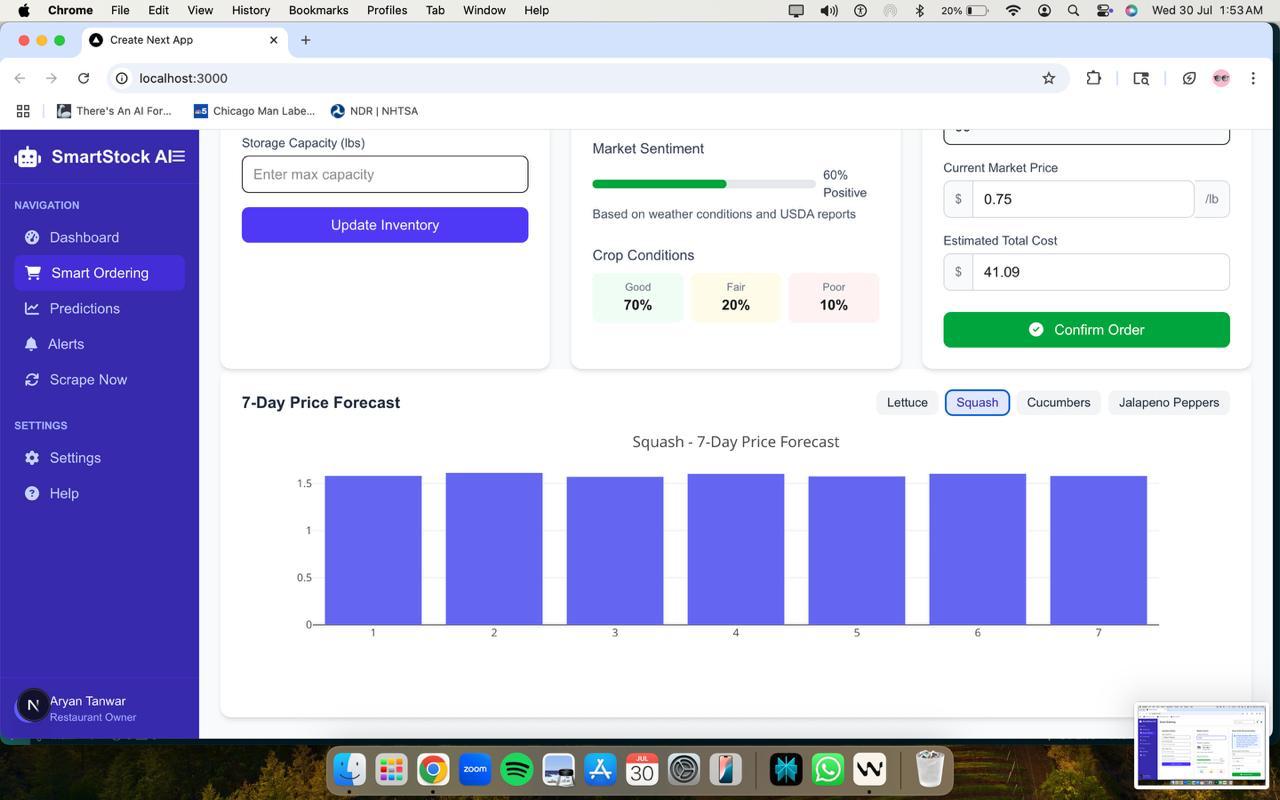 Chrome File Edit View History Bookmarks Profiles Tab Window Help 20% Wed 30 Jul 1:53 AM
Create Next App
localhost:3000
There's An AI For... Chicago Man Labe... NDR | NHTSA
SmartStock AI
NAVIGATION
Dashboard
Smart Ordering
Predictions
Alerts
Scrape Now
SETTINGS
Settings
Help
N
Aryan Tanwar
Restaurant Owner
Storage Capacity (lbs)
Enter max capacity
Update Inventory
Market Sentiment
60%
Positive
Based on weather conditions and USDA reports
Crop Conditions
Good Fair Poor
70% 20% 10%
Current Market Price
$ 0.75 /lb
Estimated Total Cost
$ 41.09
Confirm Order
7-Day Price Forecast
Lettuce Squash Cucumbers Jalapeno Peppers
Squash - 7-Day Price Forecast
1.5
1
0.5
0
1 2 3 4 5 6 7
zoom
JUL
30